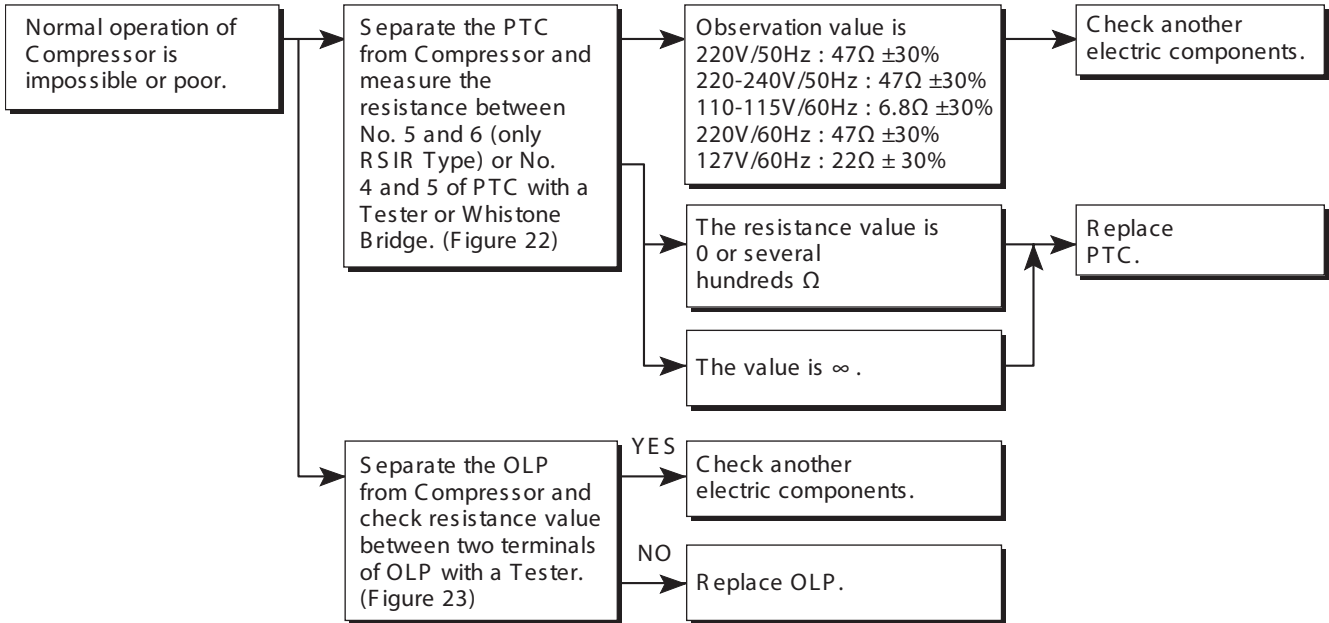 Normal operation of
Compressor is
impossible or poor.
Separate the PTC
from Compressor and
measure the
resistance between
No. 5 and 6 (only
RSIR Type) or No.
4 and 5 of PTC with a
Tester or Whistone
Bridge. (Figure 22)
Observation value is
220V/50Hz : 47Ω ±30%
220-240V/50Hz : 47Ω ±30%
110-115V/60Hz : 6.8Ω ±30%
220V/60Hz : 47Ω ±30%
127V/60Hz : 22Ω ± 30%
Check another
electric components.
The resistance value is
0 or several
hundreds Ω
Replace
PTC.
The value is ∞ .
Separate the OLP
from Compressor and
check resistance value
between two terminals
of OLP with a Tester.
(Figure 23)
YES
Check another
electric components.
NO
Replace OLP.